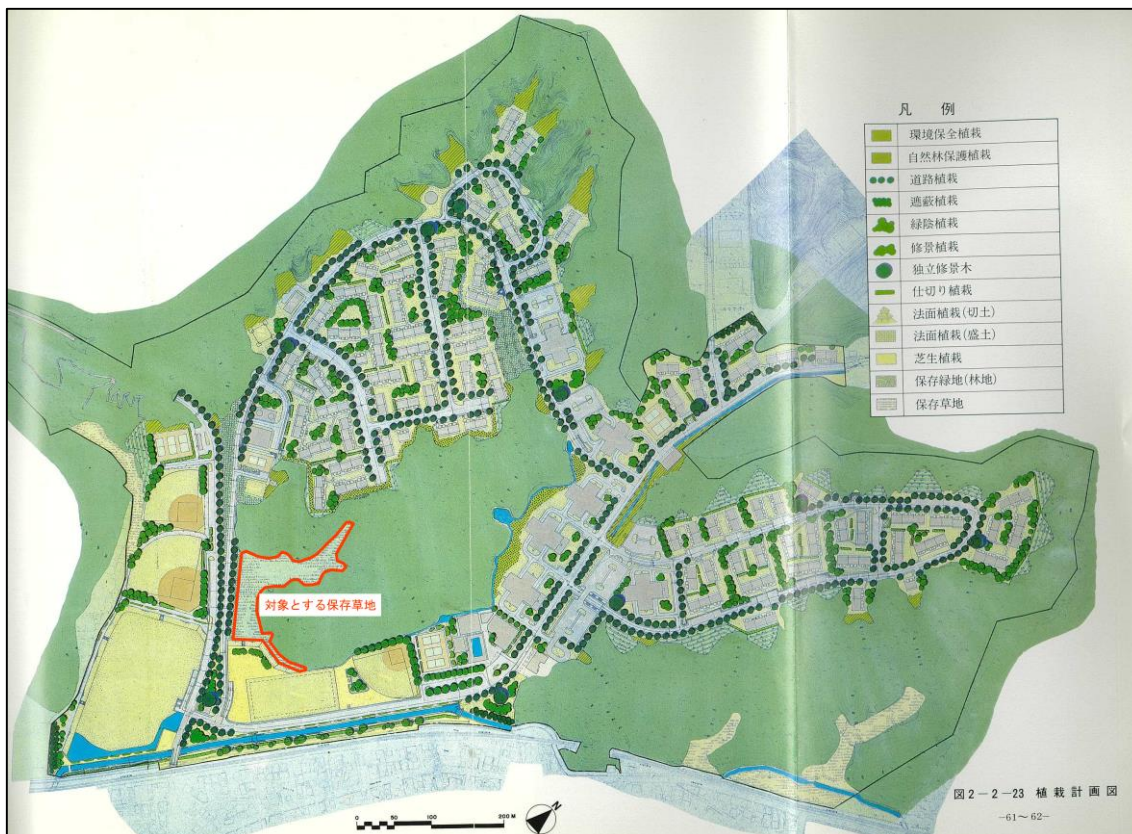 凡 例
環境保全植栽
自然林保護植栽
道路植栽
遮蔽植栽
緑陰植栽
修景植栽
独立修景木
仕切り植栽
法面植栽(切土)
法面植栽(盛土)
芝生植栽
保存緑地(林地)
保存草地
対象とする保存草地
0 50 100 200 M
N
図2-2-23 植栽計画図
-61~62-